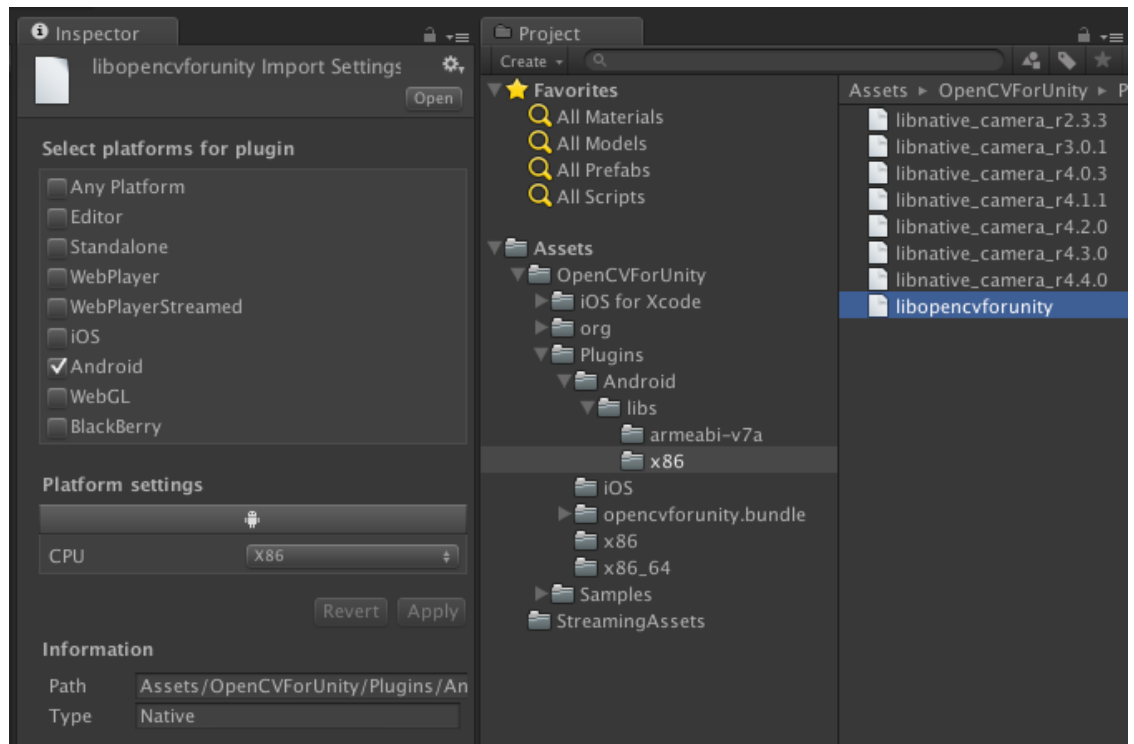 Inspector
libopencvforunity Import Settings
Open
Select platforms for plugin
Any Platform
Editor
Standalone
WebPlayer
WebPlayerStreamed
iOS
Android
WebGL
BlackBerry
Platform settings
CPU X86
Revert Apply
Information
Path Assets/OpenCVForUnity/Plugins/An
Type Native
Project
Create
Favorites
All Materials
All Models
All Prefabs
All Scripts
Assets
OpenCVForUnity
iOS for Xcode
org
Plugins
Android
libs
armeabi-v7a
x86
iOS
opencvforunity.bundle
x86
x86_64
Samples
StreamingAssets
Assets OpenCVForUnity P
libnative_camera_r2.3.3
libnative_camera_r3.0.1
libnative_camera_r4.0.3
libnative_camera_r4.1.1
libnative_camera_r4.2.0
libnative_camera_r4.3.0
libnative_camera_r4.4.0
libopencvforunity